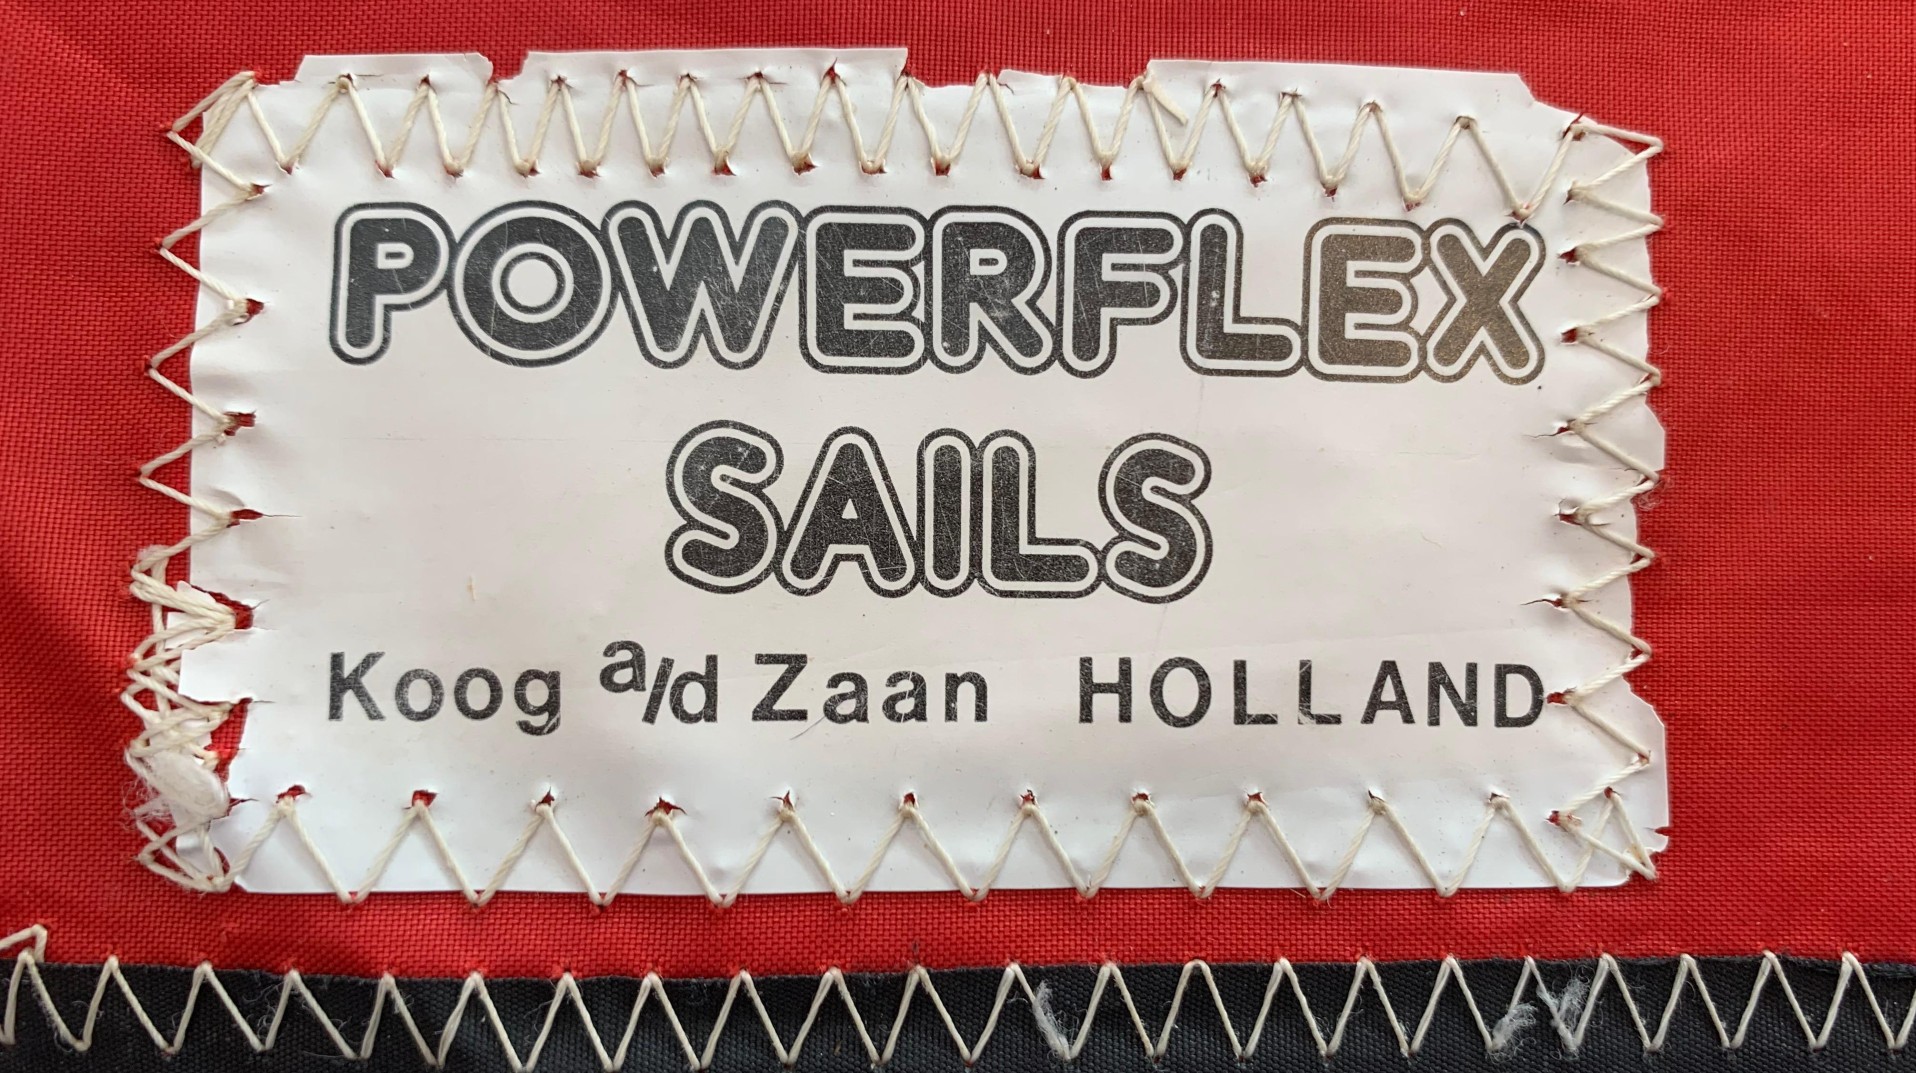 POWERFLEX
SAILS
Koog a/d Zaan HOLLAND